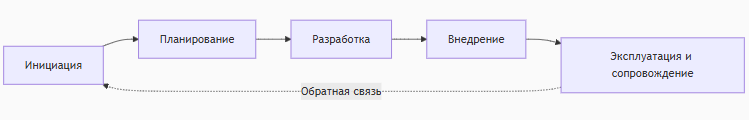 Инициация
Планирование
Разработка
Внедрение
Эксплуатация и
сопровождение
Обратная связь